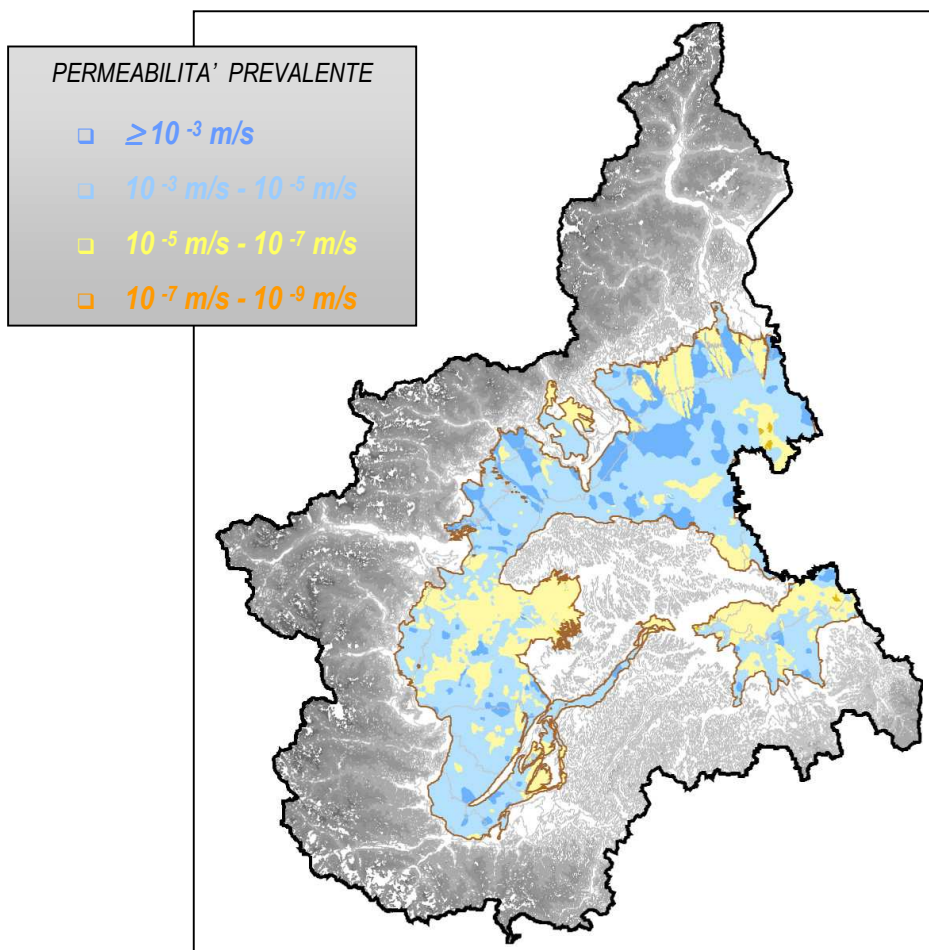 PERMEABILITA' PREVALENTE
❑ ≥ 10 -3 m/s
❑ 10 -3 m/s - 10 -5 m/s
❑ 10 -5 m/s - 10 -7 m/s
❑ 10 -7 m/s - 10 -9 m/s